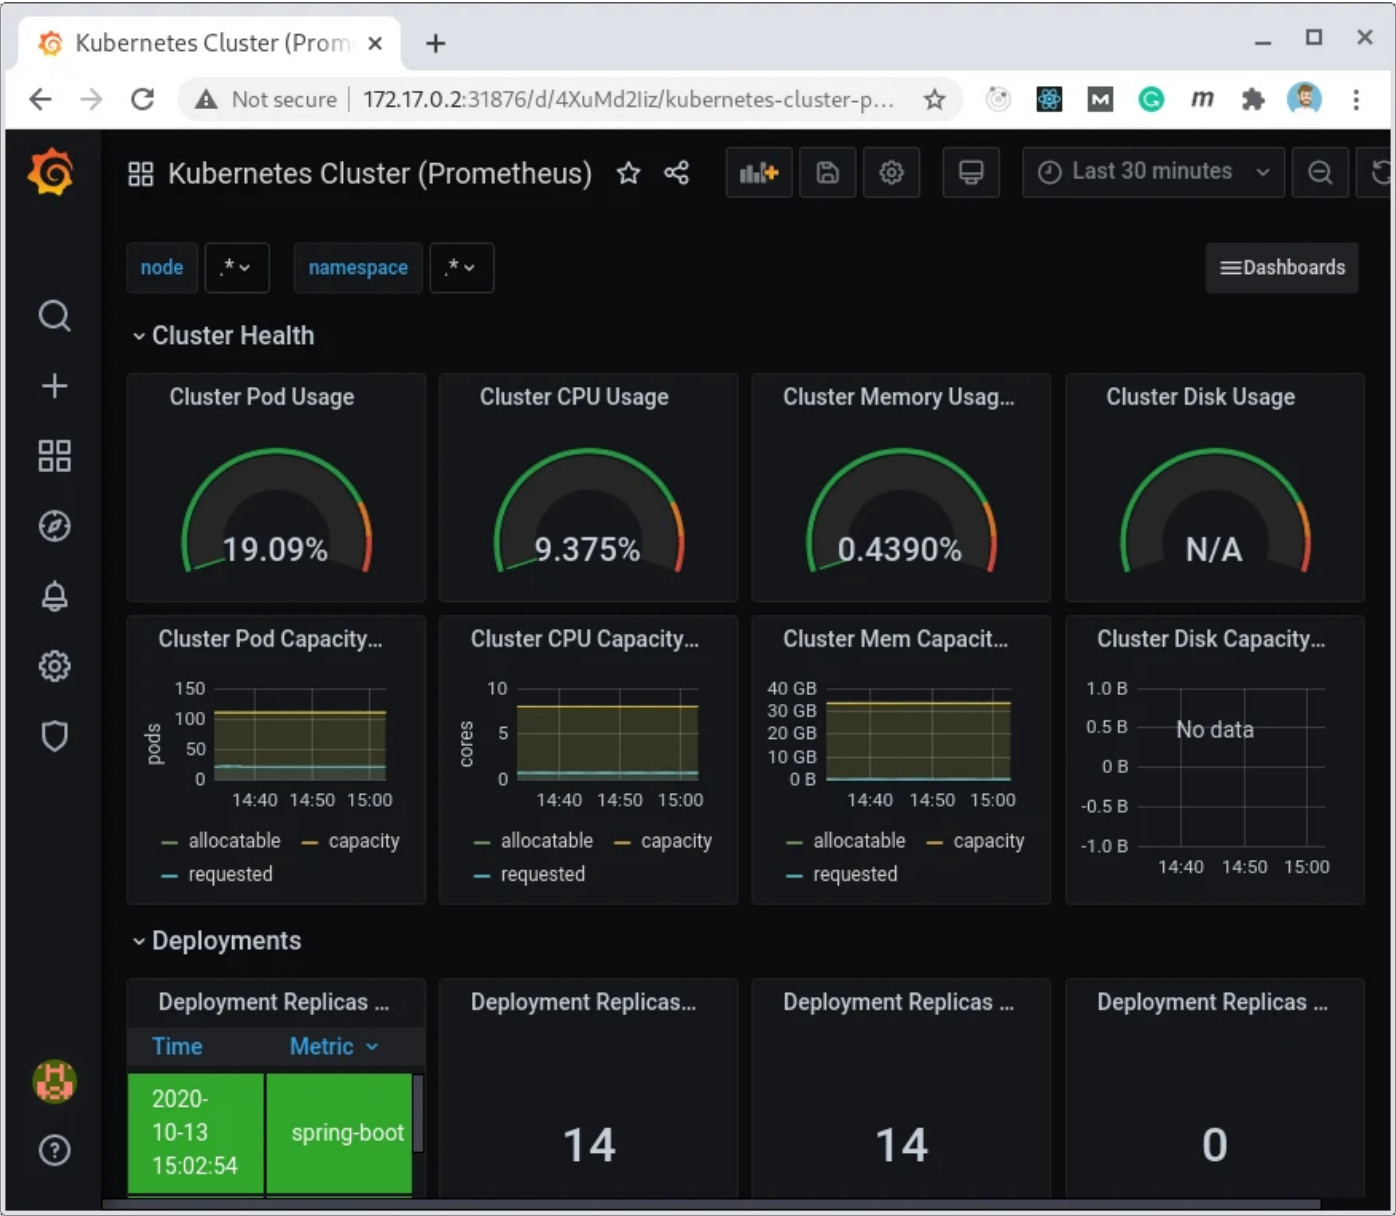 Kubernetes Cluster (Prom
Not secure
172.17.0.2:31876/d/4XuMd2liz/kubernetes-cluster-p...
Kubernetes Cluster (Prometheus)
Last 30 minutes
node
.*
namespace
.*
Dashboards
Cluster Health
Cluster Pod Usage
19.09%
Cluster CPU Usage
9.375%
Cluster Memory Usag...
0.4390%
Cluster Disk Usage
N/A
Cluster Pod Capacity...
150
100
50
0
pods
14:40 14:50 15:00
allocatable capacity
requested
Cluster CPU Capacity...
10
5
0
cores
14:40 14:50 15:00
allocatable capacity
requested
Cluster Mem Capacit...
40 GB
30 GB
20 GB
10 GB
0 B
14:40 14:50 15:00
allocatable capacity
requested
Cluster Disk Capacity...
1.0 B
0.5 B
0 B
-0.5 B
-1.0 B
No data
14:40 14:50 15:00
Deployments
Deployment Replicas ...
Time Metric
2020-
10-13
15:02:54
spring-boot
Deployment Replicas...
14
Deployment Replicas ...
14
Deployment Replicas ...
0